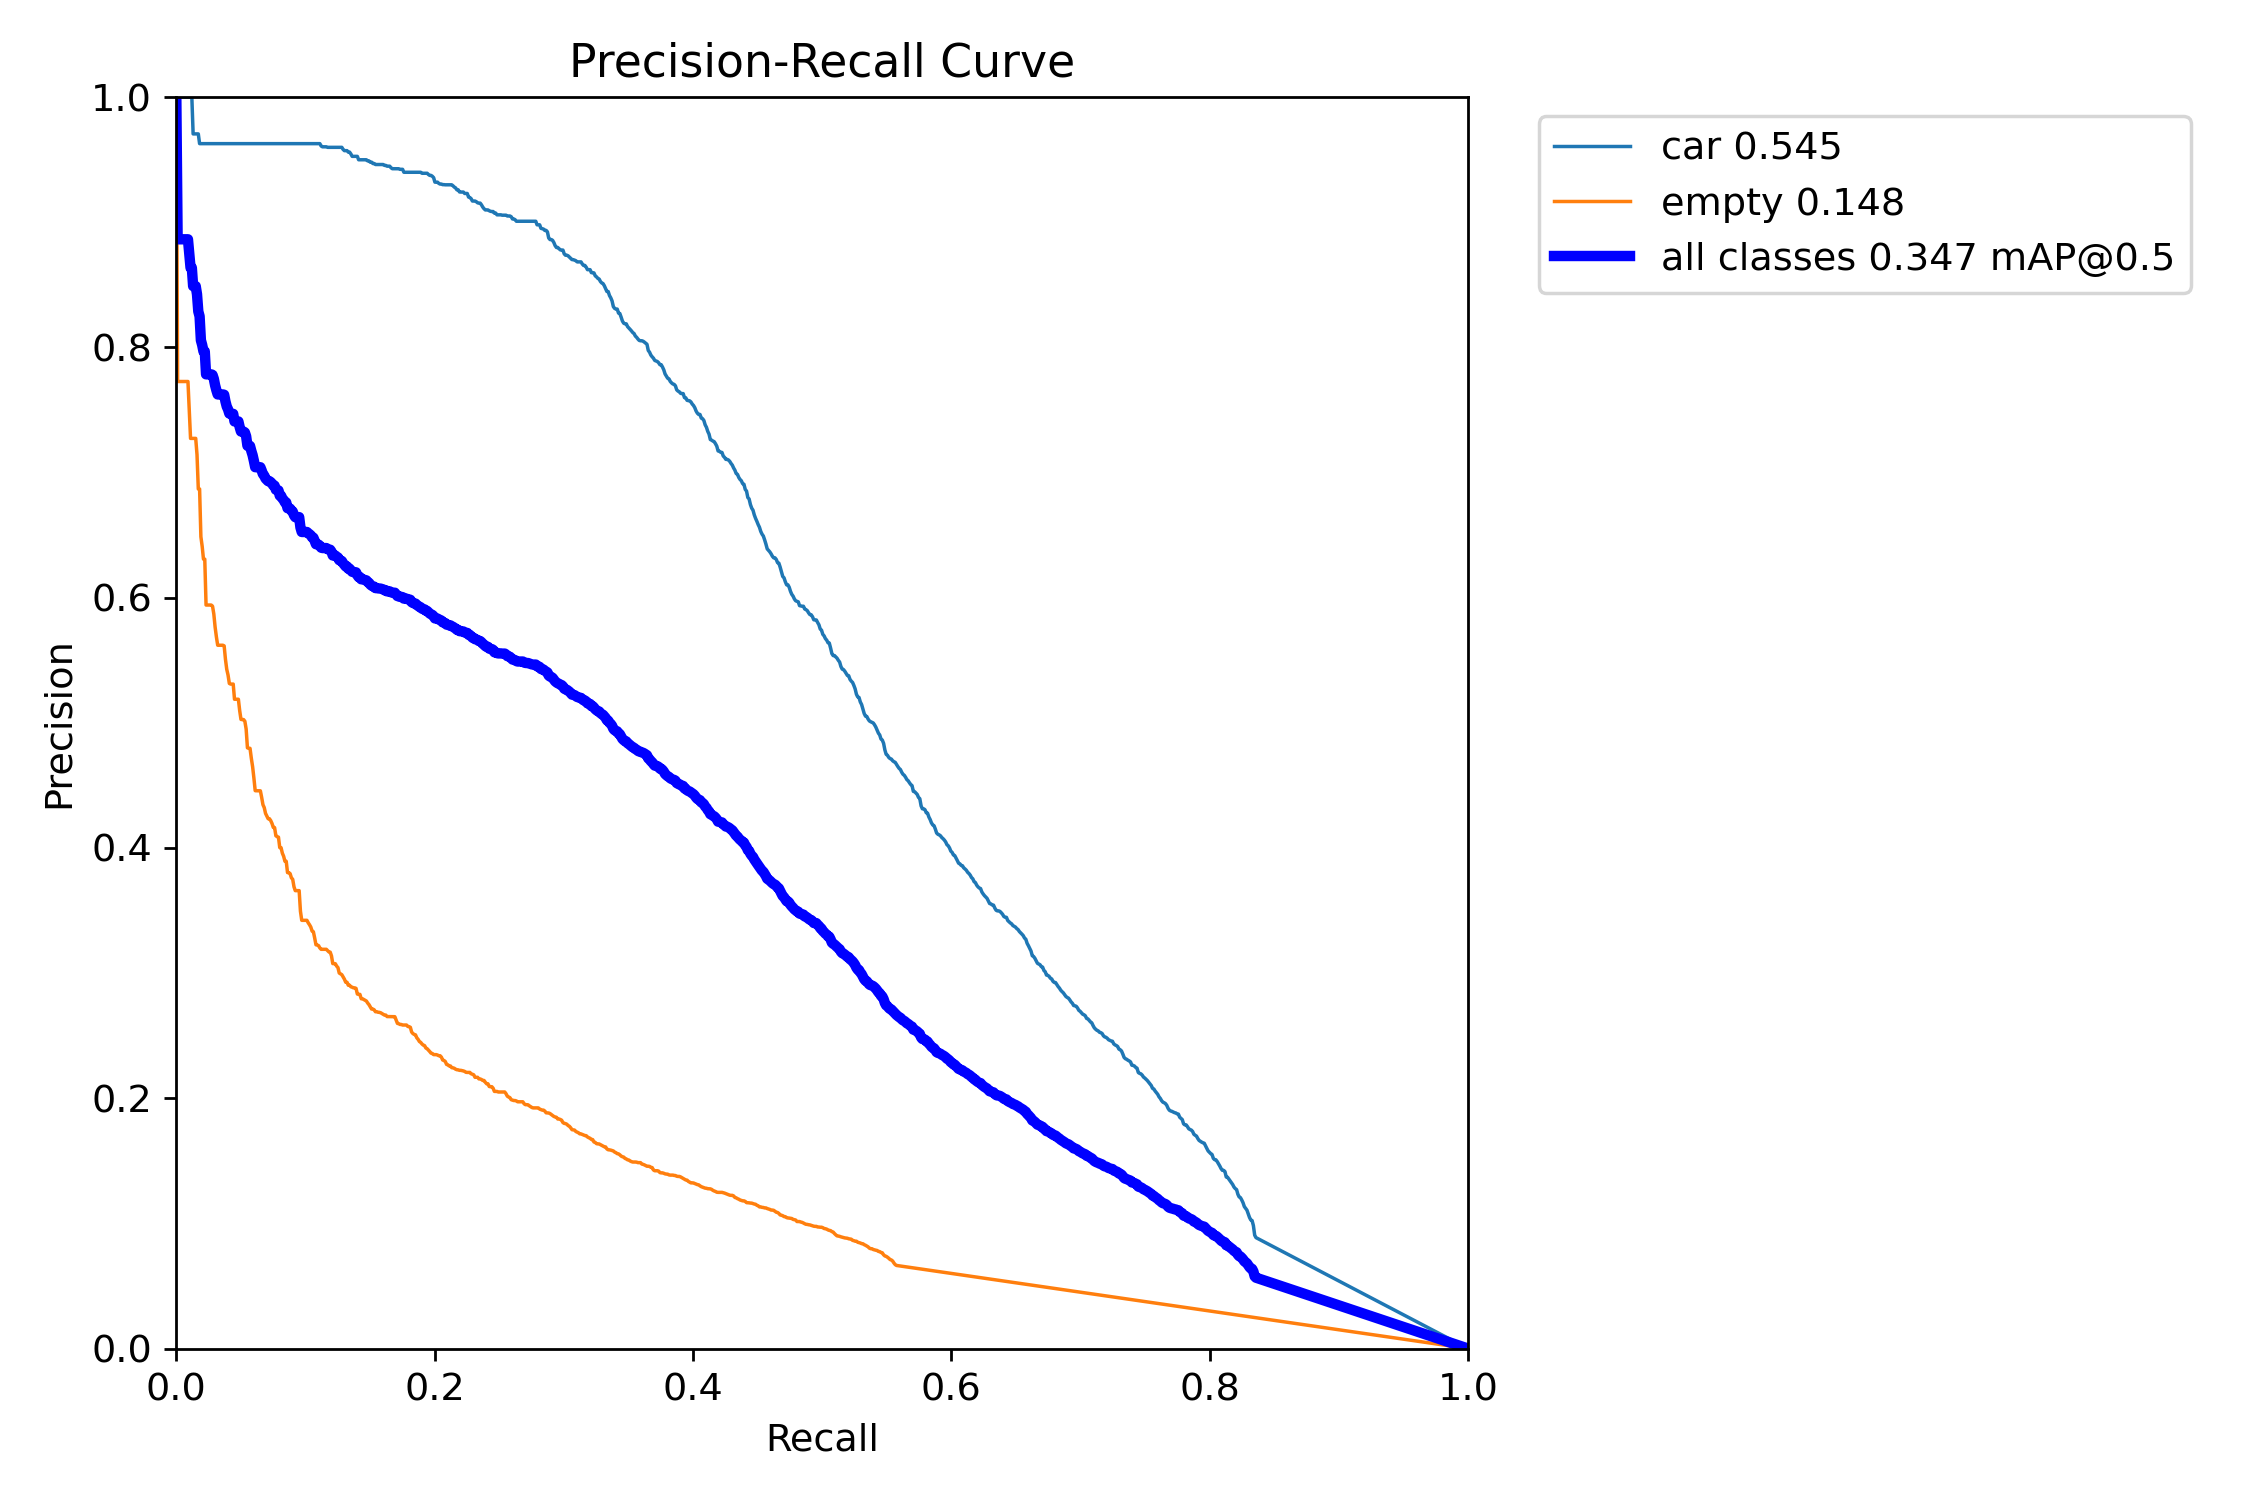 Precision-Recall Curve
1.0
0.8
0.6
0.4
0.2
0.0
Precision
0.0 0.2 0.4 0.6 0.8 1.0
Recall
car 0.545
empty 0.148
all classes 0.347 mAP@0.5